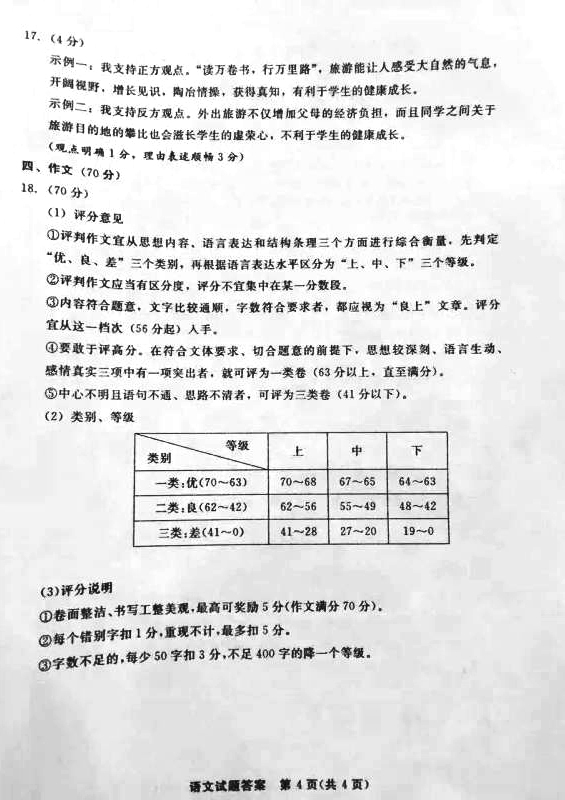 17. (4 分)
示例一:我支持正方观点。“读万卷书,行万里路”,旅游能让人感受大自然的气息,
开阔视野,增长见识,陶冶情操,获得真知,有利于学生的健康成长。
示例二:我支持反方观点。外出旅游不仅增加父母的经济负担,而且同学之间关于
旅游目的地的攀比也会滋长学生的虚荣心,不利于学生的健康成长。
(观点明确 1 分,理由表述顺畅 3 分)
四、作文 (70 分)
18. (70 分)
(1) 评分意见
①评判作文宜从思想内容、语言表达和结构条理三个方面进行综合衡量,先判定
“优、良、差”三个类别,再根据语言表达水平区分为“上、中、下”三个等级。
②评判作文应当有区分度,评分不宜集中在某一分数段。
③内容符合题意,文字比较通顺,字数符合要求者,都应视为“良上”文章。评分
宜从这一档次 (56 分起) 入手。
④要敢于评高分。在符合文体要求、切合题意的前提下,思想较深刻、语言生动、
感情真实三项中有一项突出者,就可评为一类卷 (63 分以上,直至满分)。
⑤中心不明且语句不通、思路不清者,可评为三类卷 (41 分以下)。
(2) 类别、等级
等级 类别 上 中 下
一类:优(70～63) 70～68 67～65 64～63
二类:良(62～42) 62～56 55～49 48～42
三类:差(41～0) 41～28 27～20 19～0
(3)评分说明
①卷面整洁、书写工整美观,最高可奖励 5 分(作文满分 70 分)。
②每个错别字扣 1 分,重现不计,最多扣 5 分。
③字数不足的,每少 50 字扣 3 分,不足 400 字的降一个等级。
语文试题答案 第 4 页(共 4 页)